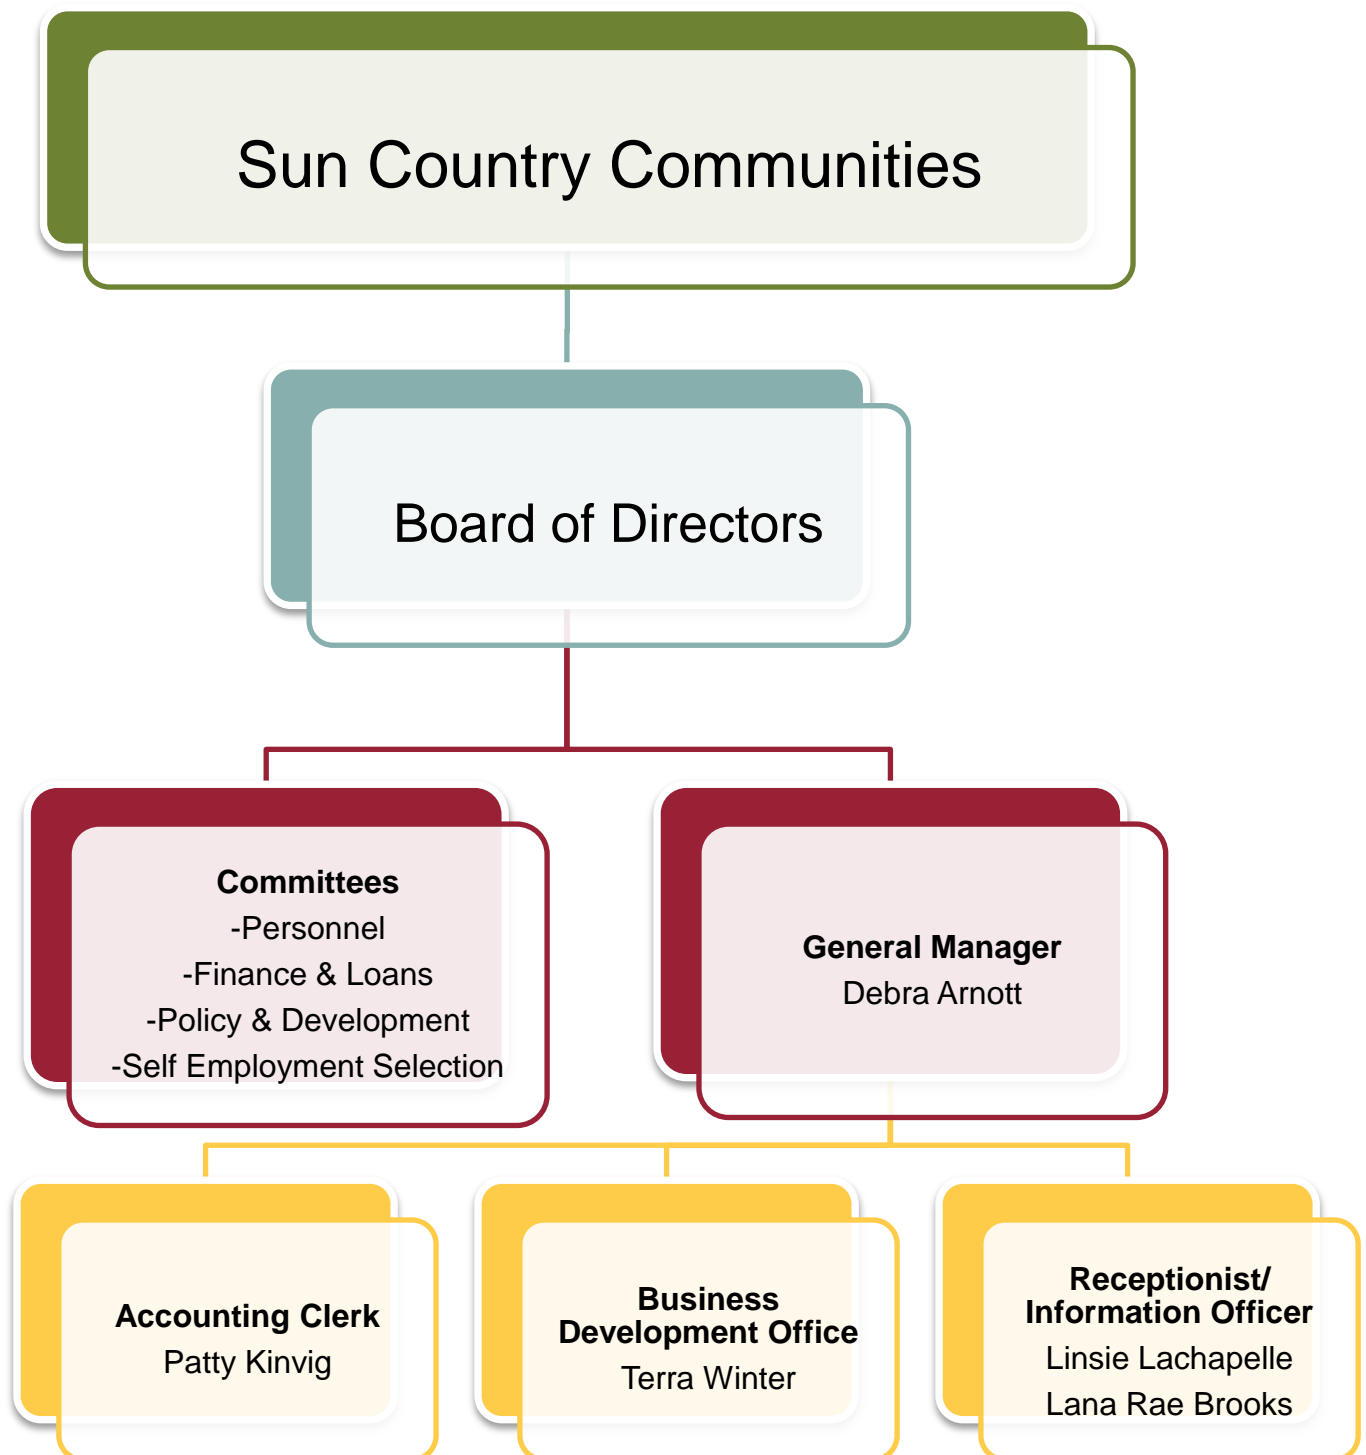 Sun Country Communities
Board of Directors
Committees
-Personnel
-Finance & Loans
-Policy & Development
-Self Employment Selection
General Manager
Debra Arnott
Accounting Clerk
Patty Kinvig
Business
Development Office
Terra Winter
Receptionist/
Information Officer
Linsie Lachapelle
Lana Rae Brooks